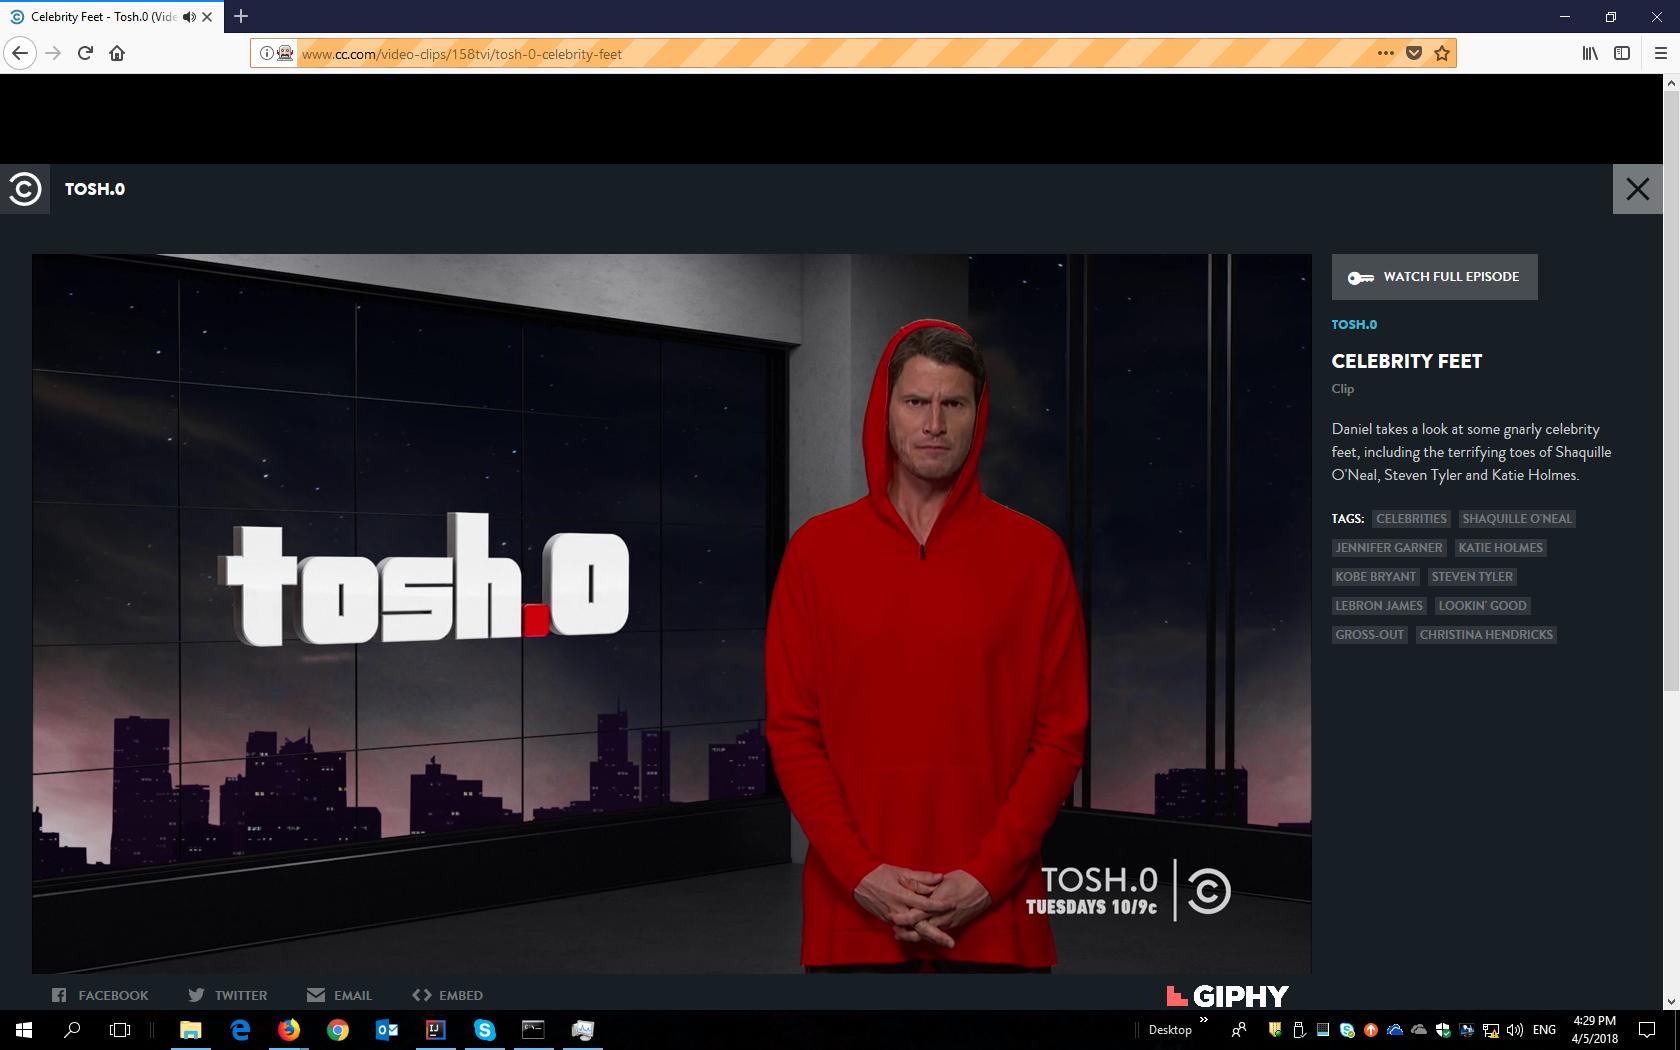 Celebrity Feet - Tosh.0 (Vide
www.cc.com/video-clips/158tvi/tosh-0-celebrity-feet
TOSH.0
WATCH FULL EPISODE
TOSH.0
CELEBRITY FEET
Clip
Daniel takes a look at some gnarly celebrity
feet, including the terrifying toes of Shaquille
O'Neal, Steven Tyler and Katie Holmes.
TAGS: CELEBRITIES SHAQUILLE O'NEAL
JENNIFER GARNER KATIE HOLMES
KOBE BRYANT STEVEN TYLER
LEBRON JAMES LOOKIN' GOOD
GROSS-OUT CHRISTINA HENDRICKS
tosh.0
TOSH.0
TUESDAYS 10/9c
FACEBOOK TWITTER EMAIL EMBED
GIPHY
Desktop
ENG
4:29 PM
4/5/2018